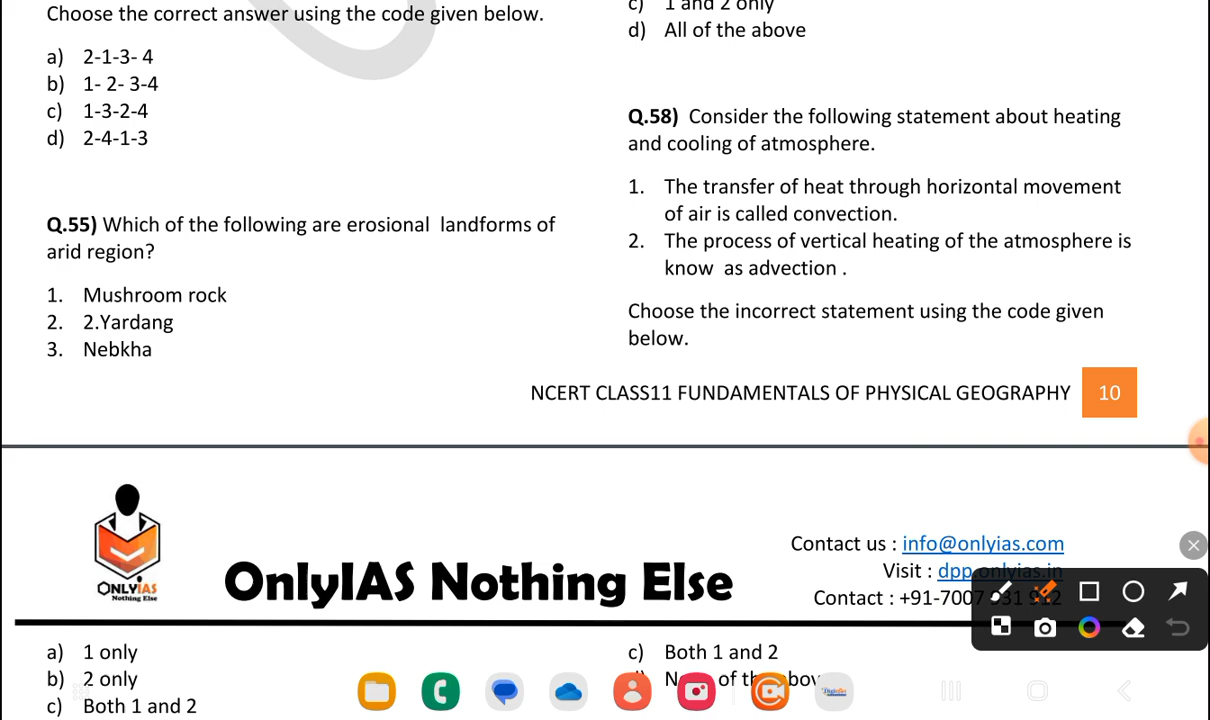 Choose the correct answer using the code given below.
a) 2-1-3- 4
b) 1- 2- 3-4
c) 1-3-2-4
d) 2-4-1-3
Q.55) Which of the following are erosional landforms of
arid region?
1. Mushroom rock
2. 2.Yardang
3. Nebkha
c) 1 and 2 only
d) All of the above
Q.58) Consider the following statement about heating
and cooling of atmosphere.
1. The transfer of heat through horizontal movement
of air is called convection.
2. The process of vertical heating of the atmosphere is
know as advection .
Choose the incorrect statement using the code given
below.
NCERT CLASS11 FUNDAMENTALS OF PHYSICAL GEOGRAPHY 10
ONLYIAS
Nothing Else
OnlyIAS Nothing Else
Contact us : info@onlyias.com
Visit : dpp.onlyias.in
Contact : +91-7007
a) 1 only
b) 2 only
c) Both 1 and 2
c) Both 1 and 2
of